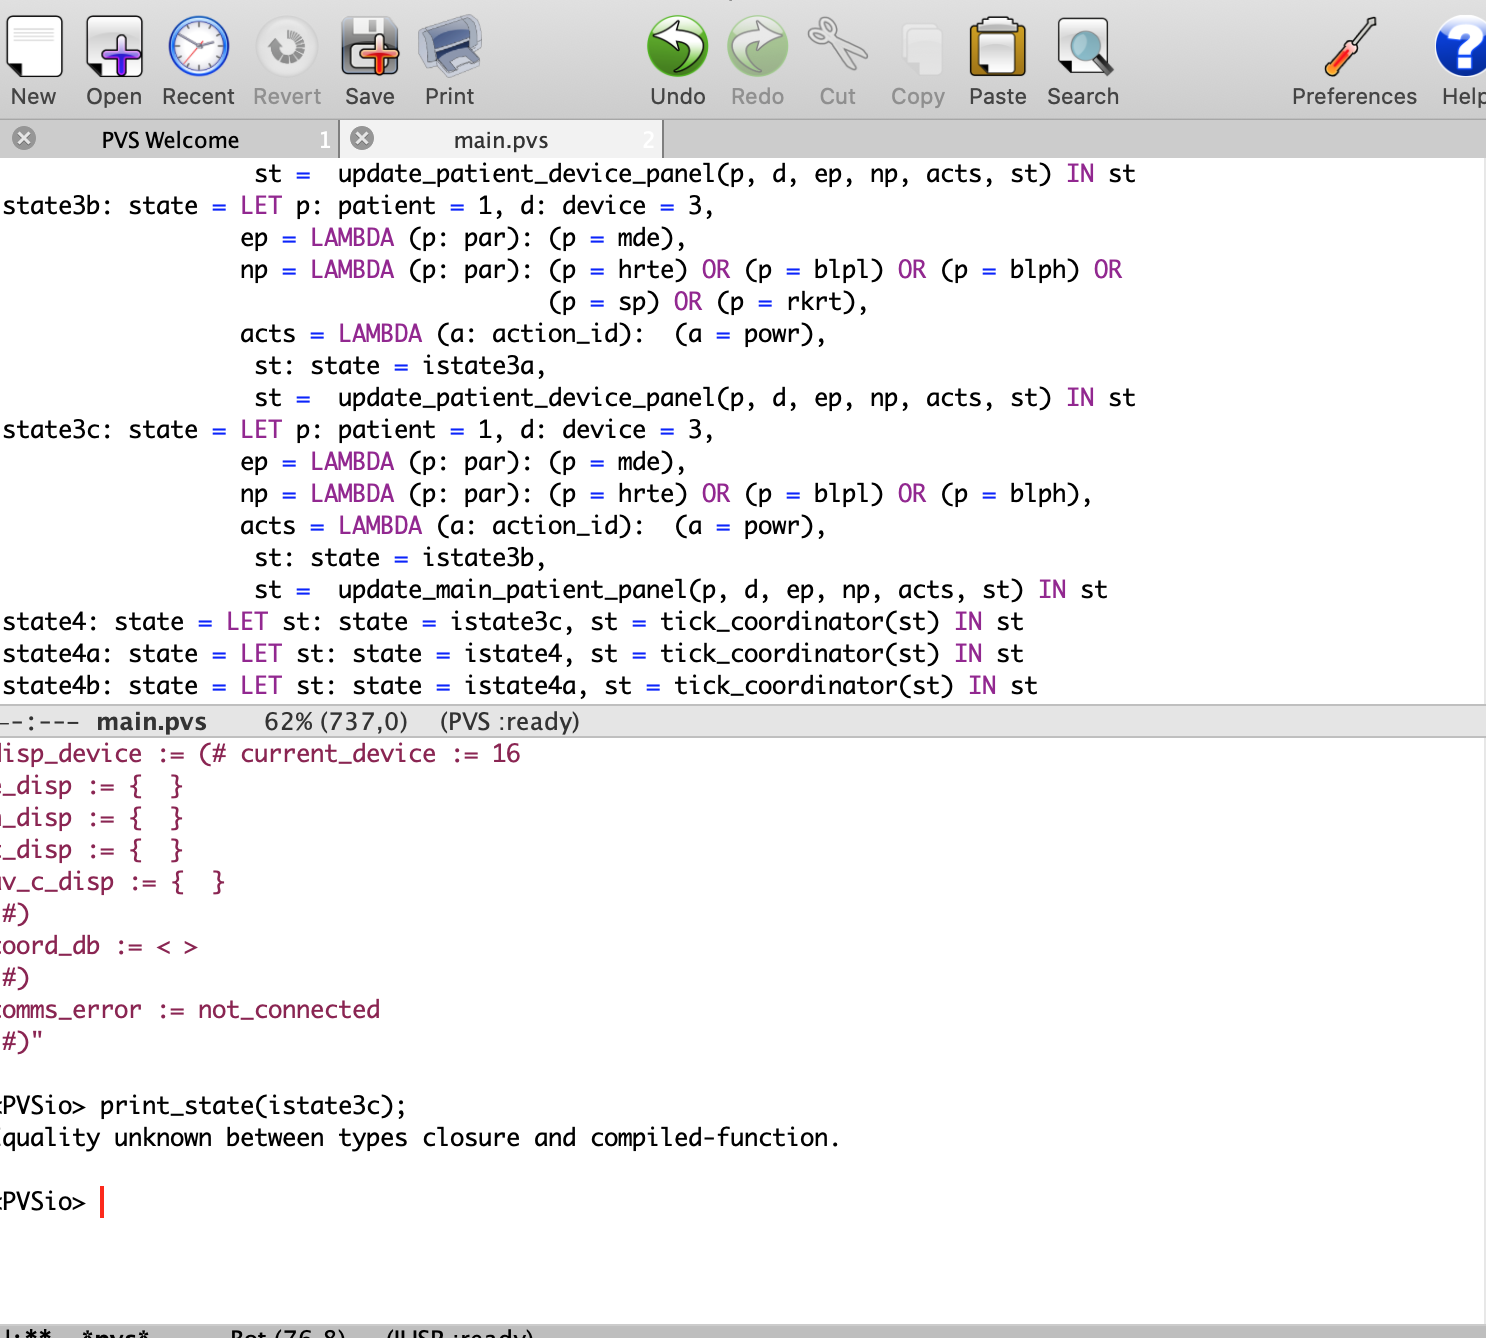 New Open Recent Revert Save Print Undo Redo Cut Copy Paste Search Preferences Help
PVS Welcome 1 main.pvs 2
st =  update_patient_device_panel(p, d, ep, np, acts, st) IN st
state3b: state = LET p: patient = 1, d: device = 3,
ep = LAMBDA (p: par): (p = mde),
np = LAMBDA (p: par): (p = hrte) OR (p = blpl) OR (p = blph) OR
(p = sp) OR (p = rkrt),
acts = LAMBDA (a: action_id):  (a = powr),
st: state = istate3a,
st =  update_patient_device_panel(p, d, ep, np, acts, st) IN st
state3c: state = LET p: patient = 1, d: device = 3,
ep = LAMBDA (p: par): (p = mde),
np = LAMBDA (p: par): (p = hrte) OR (p = blpl) OR (p = blph),
acts = LAMBDA (a: action_id):  (a = powr),
st: state = istate3b,
st =  update_main_patient_panel(p, d, ep, np, acts, st) IN st
state4: state = LET st: state = istate3c, st = tick_coordinator(st) IN st
state4a: state = LET st: state = istate4, st = tick_coordinator(st) IN st
state4b: state = LET st: state = istate4a, st = tick_coordinator(st) IN st
--:--- main.pvs 62% (737,0) (PVS :ready)
disp_device := (# current_device := 16
_disp := {  }
_disp := {  }
_disp := {  }
v_c_disp := {  }
#)
coord_db := < >
#)
comms_error := not_connected
#)"
<PVSio> print_state(istate3c);
quality unknown between types closure and compiled-function.
<PVSio>
:** *pvs* Bot (76,8) (ILISP :ready)